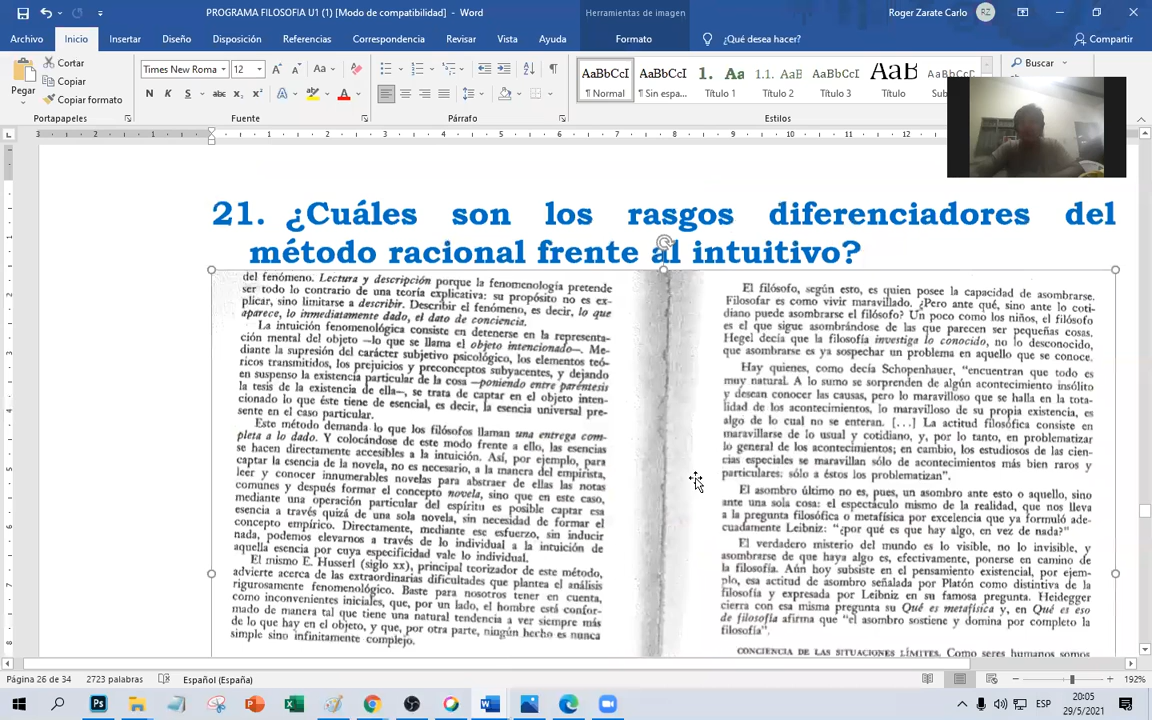 PROGRAMA FILOSOFIA U1 (1) [Modo de compatibilidad] - Word
Herramientas de imagen
Roger Zarate Carlo
RZ
Archivo
Inicio
Insertar
Diseño
Disposición
Referencias
Correspondencia
Revisar
Vista
Ayuda
Formato
¿Qué desea hacer?
Compartir
Pegar
Cortar
Copiar
Copiar formato
Portapapeles
Times New Roma
12
Fuente
Párrafo
AaBbCcI
¶ Normal
AaBbCcI
¶ Sin espa...
1. Aa
Título 1
1.1. AaB
Título 2
AaBbCcI
Título 3
AaB
Título
AaBbCcD
Estilos
Buscar
21. ¿Cuáles son los rasgos diferenciadores del
método racional frente al intuitivo?
del fenómeno. Lectura y descripción porque la fenomenología pretende
ser todo lo contrario de una teoría explicativa: su propósito no es ex-
plicar, sino limitarse a describir. Describir el fenómeno, es decir, lo que
aparece, lo inmediatamente dado, el dato de conciencia.
La intuición fenomenológica consiste en detenerse en la representa-
ción mental del objeto —lo que se llama el objeto intencionado—. Me-
diante la supresión del carácter subjetivo psicológico, los elementos teó-
ricos transmitidos, los prejuicios y preconceptos subyacentes, y dejando
en suspenso la existencia particular de la cosa —poniendo entre paréntesis
la tesis de la existencia de ella—, se trata de captar en el objeto inten-
cionado lo que éste tiene de esencial, es decir, la esencia universal pre-
sente en el caso particular.
Este método demanda lo que los filósofos llaman una entrega com-
pleta a lo dado. Y colocándose de este modo frente a ello, las esencias
se hacen directamente accesibles a la intuición. Así, por ejemplo, para
captar la esencia de la novela, no es necesario, a la manera del empirista,
leer y conocer innumerables novelas para abstraer de ellas las notas
comunes y después formar el concepto novela, sino que en este caso,
mediante una operación particular del espíritu es posible captar esa
esencia a través quizá de una sola novela, sin necesidad de formar el
concepto empírico. Directamente, mediante ese esfuerzo, sin inducir
nada, podemos elevarnos a través de lo individual a la intuición de
aquella esencia por cuya especificidad vale lo individual.
El mismo E. Husserl (siglo XX), principal teorizador de este método,
advierte acerca de las extraordinarias dificultades que plantea el análisis
rigurosamente fenomenológico. Baste para nosotros tener en cuenta,
como inconvenientes iniciales, que, por un lado, el hombre está confor-
mado de manera tal que tiene una natural tendencia a ver siempre más
de lo que hay en el objeto, y que, por otra parte, ningún hecho es nunca
simple sino infinitamente complejo.
El filósofo, según esto, es quien posee la capacidad de asombrarse.
Filosofar es como vivir maravillado. ¿Pero ante qué, sino ante lo coti-
diano puede asombrarse el filósofo? Un poco como los niños, el filósofo
es el que sigue asombrándose de las que parecen ser pequeñas cosas.
Hegel decía que la filosofía investiga lo conocido, no lo desconocido,
que asombrarse es ya sospechar un problema en aquello que se conoce.
Hay quienes, como decía Schopenhauer, "encuentran que todo es
muy natural. A lo sumo se sorprenden de algún acontecimiento insólito
y desean conocer las causas, pero lo maravilloso que se halla en la tota-
lidad de los acontecimientos, lo maravilloso de su propia existencia, es
algo de lo cual no se enteran. [...] La actitud filosófica consiste en
maravillarse de lo usual y cotidiano, y, por lo tanto, en problematizar
lo general de los acontecimientos; en cambio, los estudiosos de las cien-
cias especiales se maravillan sólo de acontecimientos más bien raros y
particulares: sólo a éstos los problematizan".
El asombro último no es, pues, un asombro ante esto o aquello, sino
ante una sola cosa: el espectáculo mismo de la realidad, que nos lleva
a la pregunta filosófica o metafísica por excelencia que ya formuló ade-
cuadamente Leibniz: "¿por qué es que hay algo, en vez de nada?"
El verdadero misterio del mundo es lo visible, no lo invisible, y
asombrarse de que haya algo es, efectivamente, ponerse en camino de
la filosofía. Aún hoy subsiste en el pensamiento existencial, por ejem-
plo, esa actitud de asombro señalada por Platón como distintiva de la
filosofía y expresada por Leibniz en su famosa pregunta. Heidegger
cierra con esa misma pregunta su Qué es metafísica y, en Qué es eso
de filosofía afirma que "el asombro sostiene y domina por completo la
filosofía".
CONCIENCIA DE LAS SITUACIONES LÍMITES. Como seres humanos somos
Página 26 de 34
2723 palabras
Español (España)
192%
ESP
20:05
29/5/2021